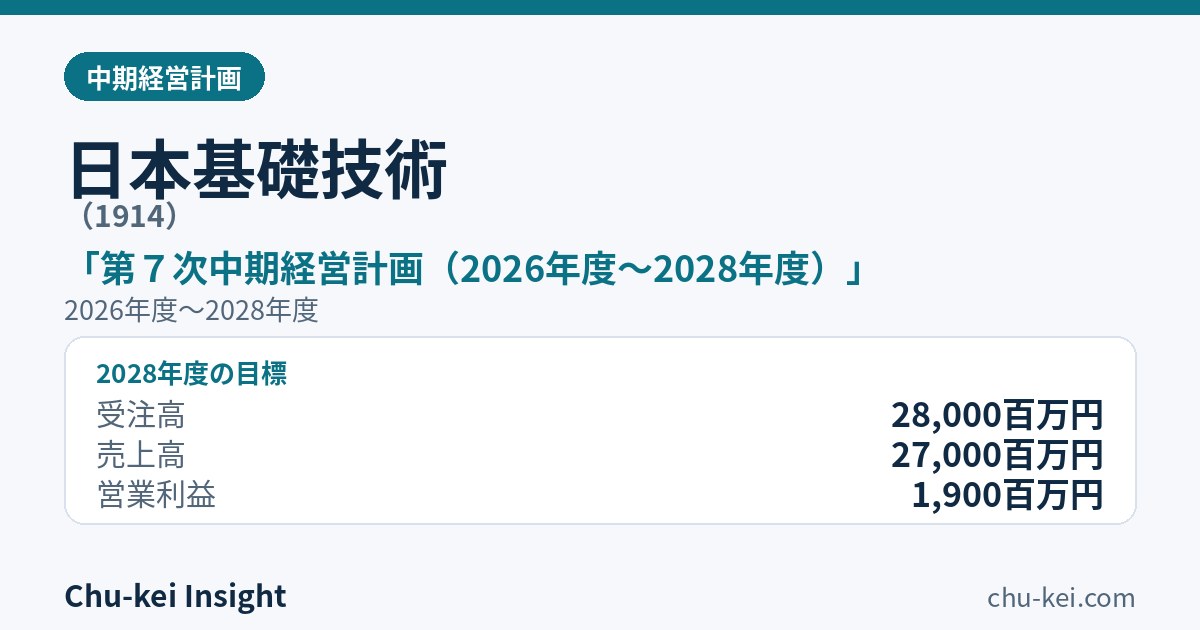 中期経営計画
日本基礎技術
（1914）
「第７次中期経営計画（2026年度～2028年度）」
2026年度～2028年度
2028年度の目標
受注高 28,000百万円
売上高 27,000百万円
営業利益 1,900百万円
Chu-kei Insight chu-kei.com